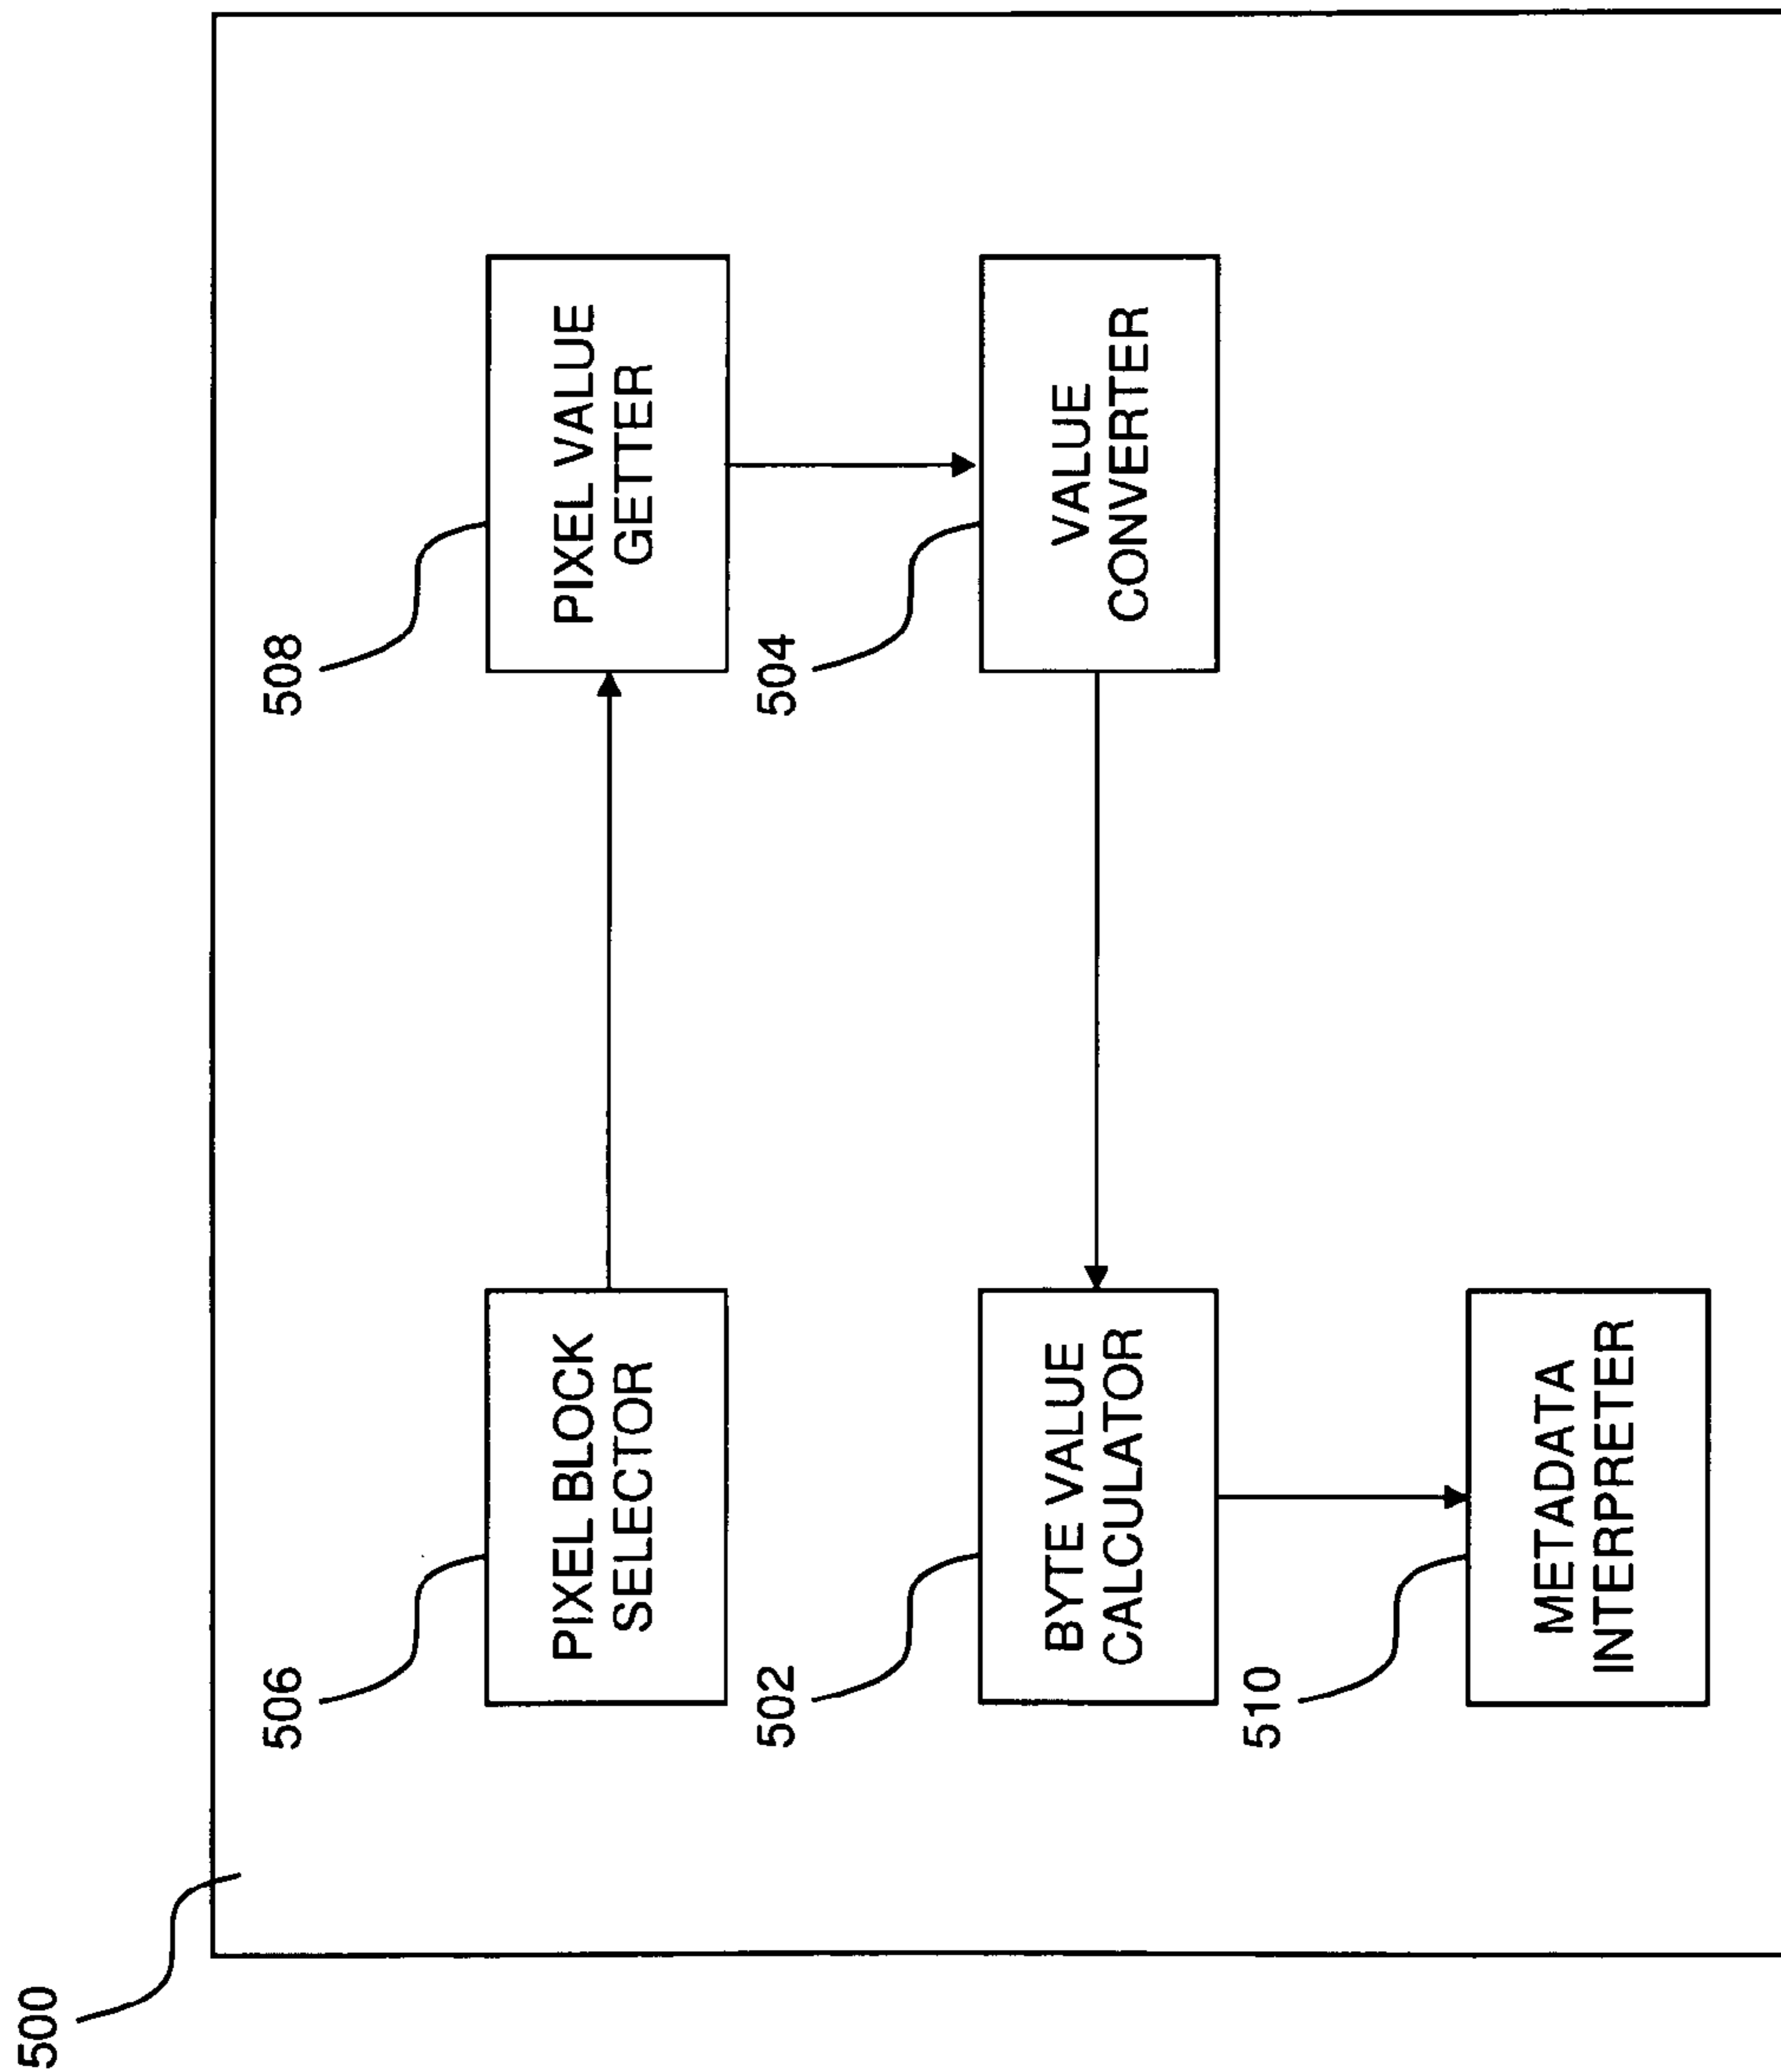 500
506
PIXEL BLOCK
SELECTOR
508
PIXEL VALUE
GETTER
502
BYTE VALUE
CALCULATOR
504
VALUE
CONVERTER
510
METADATA
INTERPRETER